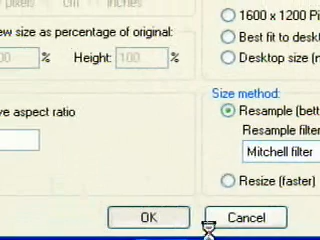 pixels cm inches
ew size as percentage of original:
00 % Height: 100 %
ve aspect ratio
1600 x 1200 Pi
Best fit to deskt
Desktop size (n
Size method:
Resample (bett
Resample filter
Mitchell filter
Resize (faster)
OK Cancel